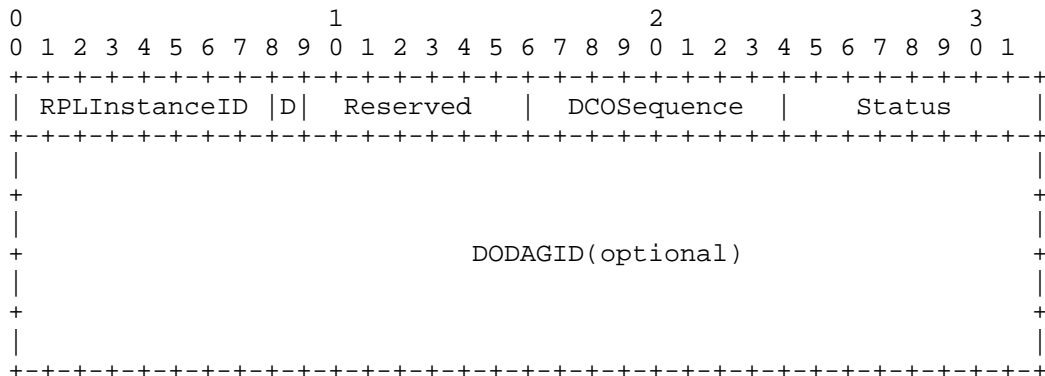 0                   1                   2                   3
0 1 2 3 4 5 6 7 8 9 0 1 2 3 4 5 6 7 8 9 0 1 2 3 4 5 6 7 8 9 0 1
+-+-+-+-+-+-+-+-+-+-+-+-+-+-+-+-+-+-+-+-+-+-+-+-+-+-+-+-+-+-+-+-+
| RPLInstanceID |D|  Reserved   |  DCOSequence  |    Status     |
+-+-+-+-+-+-+-+-+-+-+-+-+-+-+-+-+-+-+-+-+-+-+-+-+-+-+-+-+-+-+-+-+
|                                                               |
+                                                               +
|                                                               |
+                            DODAGID(optional)                  +
|                                                               |
+                                                               +
|                                                               |
+-+-+-+-+-+-+-+-+-+-+-+-+-+-+-+-+-+-+-+-+-+-+-+-+-+-+-+-+-+-+-+-+